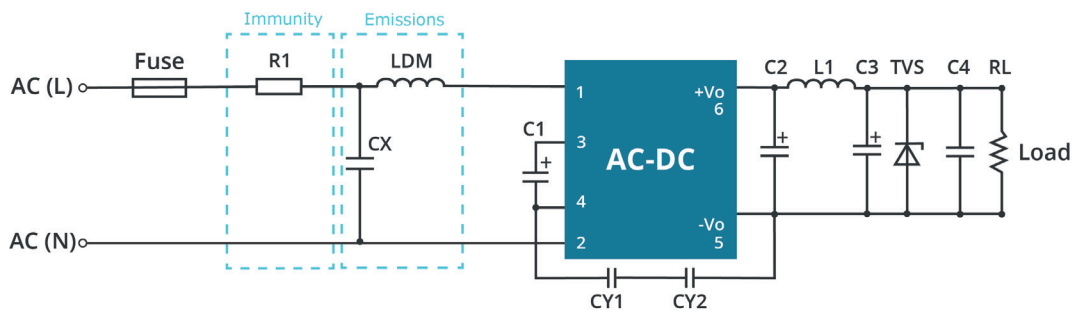 Immunity
Emissions
Fuse
R1
LDM
C2
L1
C3
TVS
C4
RL
AC (L)
1
+Vo
6
C1
+
3
CX
+
+
AC-DC
Load
4
AC (N)
2
-Vo
5
CY1
CY2